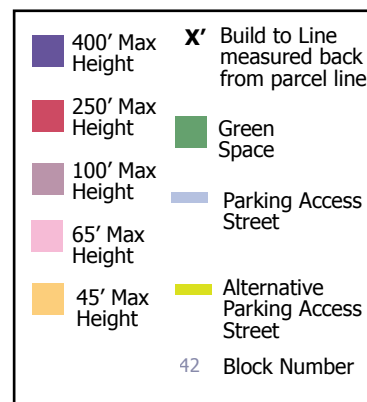 400’ Max
Height
250’ Max
Height
100’ Max
Height
65’ Max
Height
45’ Max
Height
X’ Build to Line
measured back
from parcel line
Green
Space
Parking Access
Street
Alternative
Parking Access
Street
42 Block Number